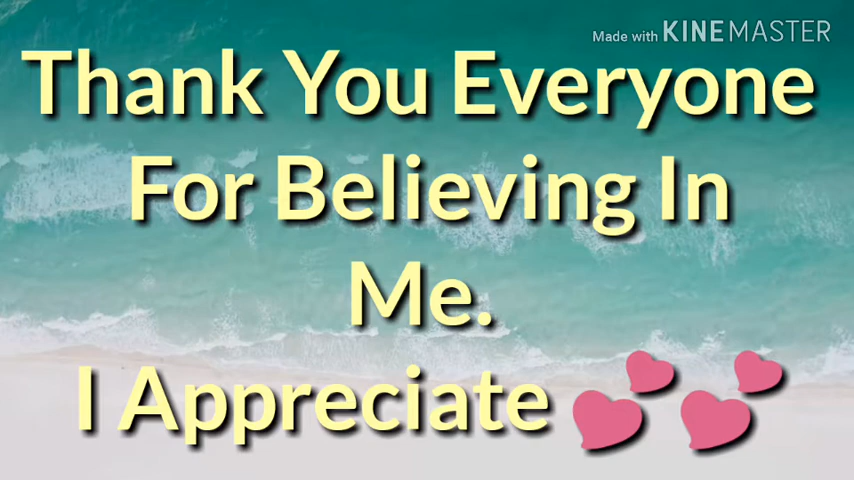 Made with KINEMASTER
Thank You Everyone
For Believing In
Me.
I Appreciate 💕💕